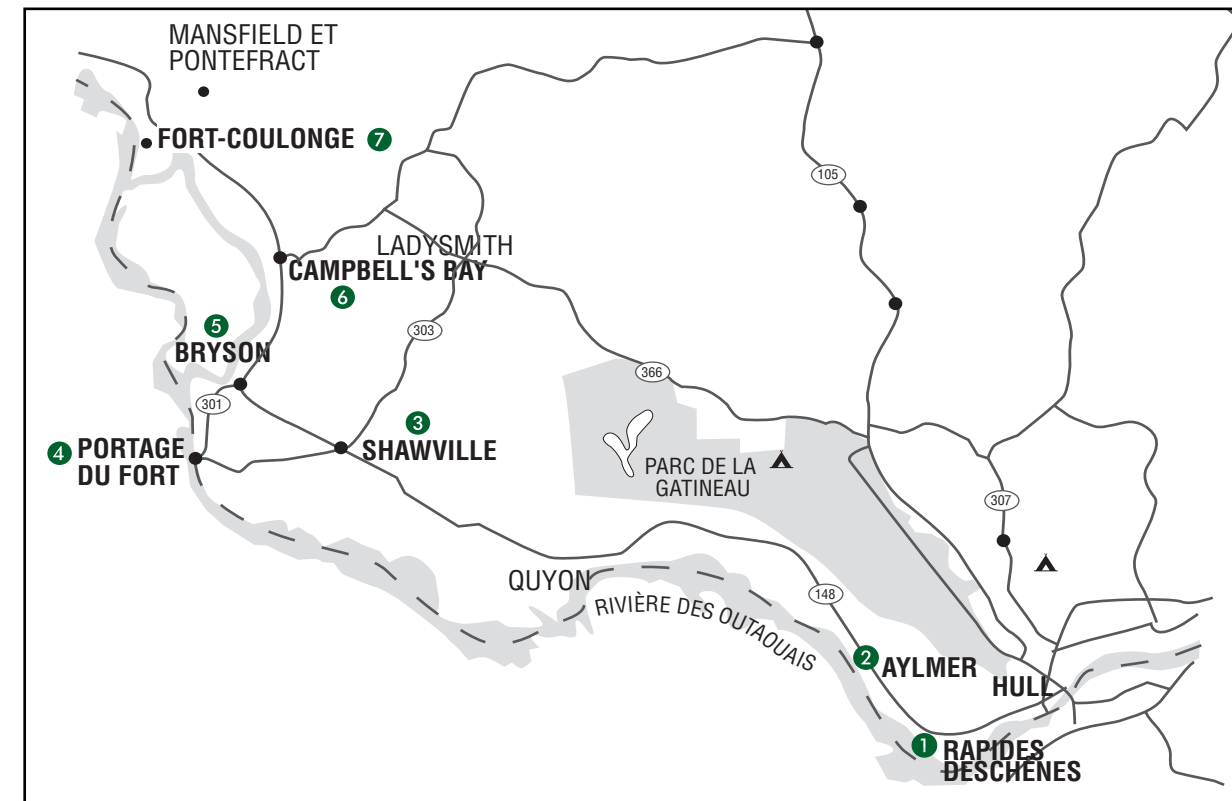 MANSFIELD ET
PONTEFRACT
FORT-COULONGE 7
105
LADYSMITH
CAMPBELL'S BAY
6
5
BRYSON
303
366
301
3
SHAWVILLE
4 PORTAGE
DU FORT
PARC DE LA
GATINEAU
307
QUYON
148
RIVIÈRE DES OUTAOUAIS
2 AYLMER
HULL
1 RAPIDES
DESCHÊNES